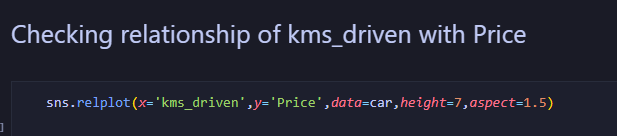 Checking relationship of kms_driven with Price
sns.relplot(x='kms_driven',y='Price',data=car,height=7,aspect=1.5)
]